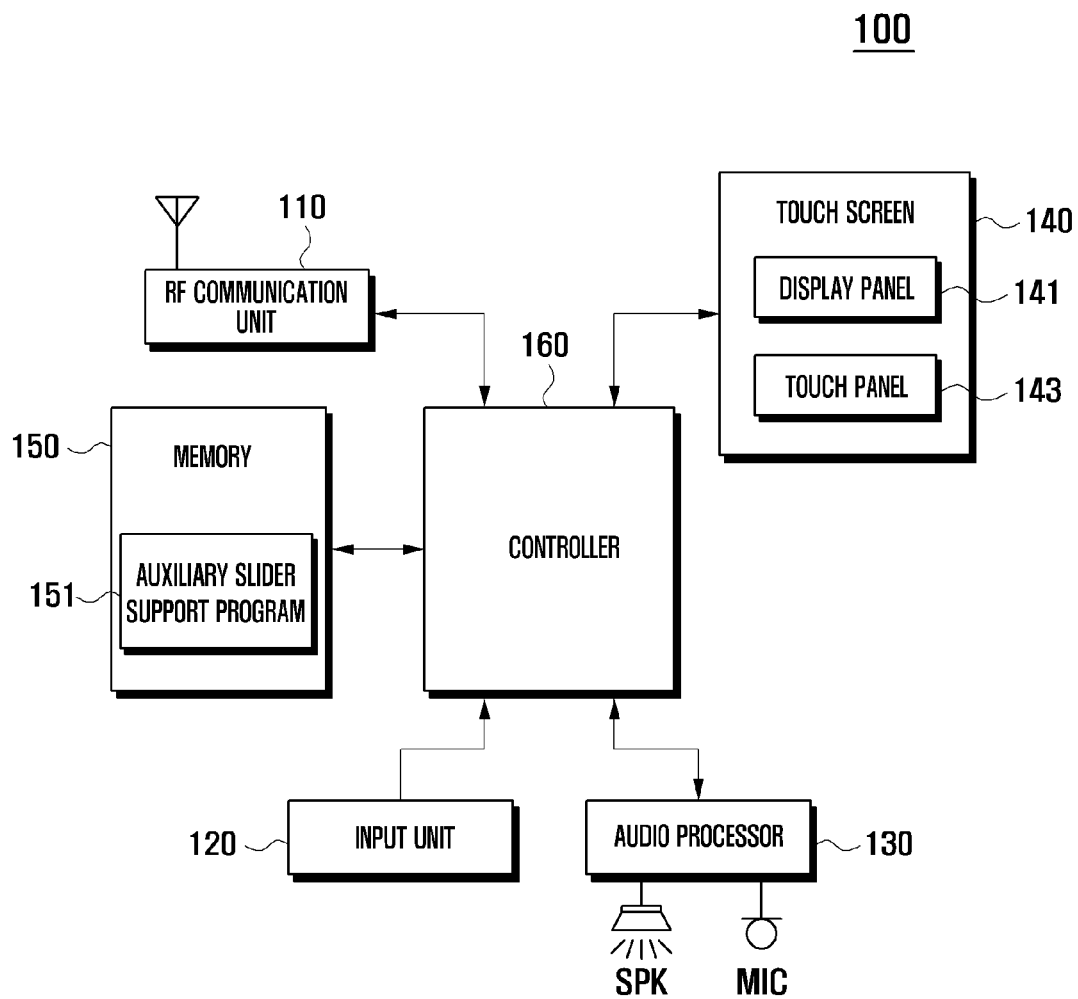 100
110
RF COMMUNICATION
UNIT
TOUCH SCREEN
140
DISPLAY PANEL
141
TOUCH PANEL
143
160
150
MEMORY
CONTROLLER
151
AUXILIARY SLIDER
SUPPORT PROGRAM
120
INPUT UNIT
AUDIO PROCESSOR
130
SPK
MIC